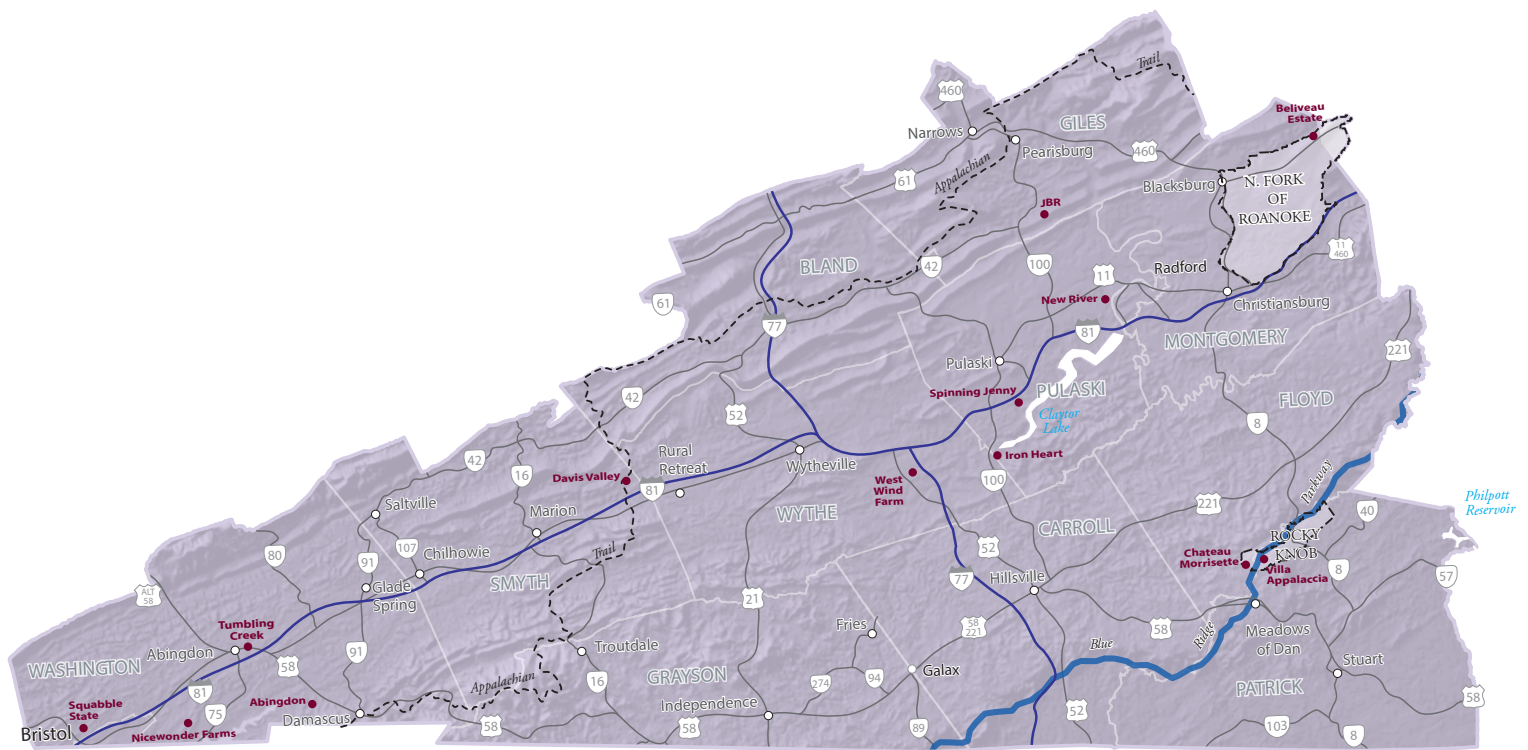 Trail
460
Narrows
GILES
Pearisburg
460
Beliveau
Estate
61
Appalachian
Blacksburg
N. FORK
OF
ROANOKE
JBR
11
460
BLAND
42
100
11
Radford
New River
Christiansburg
61
77
81
MONTGOMERY
221
Pulaski
PULASKI
Spinning Jenny
Claytor
Lake
FLOYD
42
52
8
Rural
Retreat
Wytheville
Iron Heart
42
16
Davis Valley
81
West
Wind
Farm
100
Parkway
Philpott
Reservoir
Saltville
Marion
WYTHE
CARROLL
221
40
80
91
107
Chilhowie
Trail
52
ROCKY
KNOB
Chateau
Morrisette
Villa
Appalaccia
8
57
ALT
58
Glade
Spring
SMYTH
21
77
Hillsville
Tumbling
Creek
Abingdon
58
91
Fries
58
221
58
Ridge
Meadows
of Dan
Blue
Troutdale
WASHINGTON
Galax
Stuart
81
Appalachian
16
GRAYSON
274
94
PATRICK
58
Squabble
State
75
Abingdon
Damascus
58
Independence
58
89
52
103
8
Bristol
Nicewonder Farms